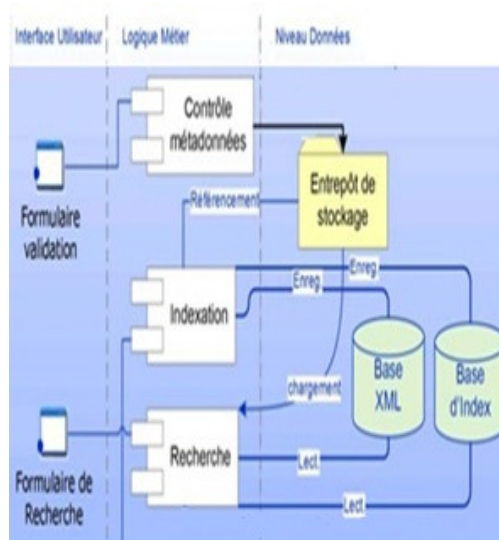 Interface Utilisateur
Logique Métier
Niveau Données
Contrôle
métadonnées
Entrepôt de
stockage
Référencement
Formulaire
validation
Enreg.
Enreg.
Indexation
Base
XML
Base
d'Index
chargement
Recherche
Lect.
Lect.
Formulaire de
Recherche